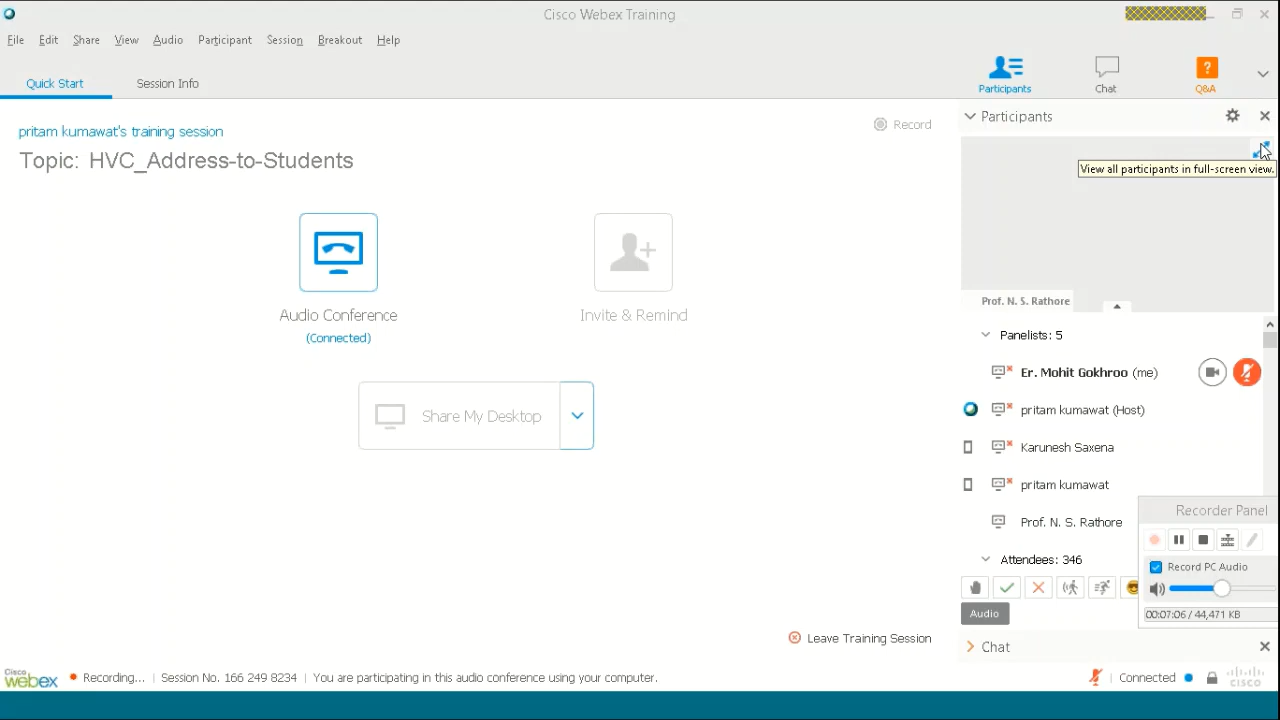 Cisco Webex Training
File Edit Share View Audio Participant Session Breakout Help
Quick Start Session Info
Participants Chat ? Q&A
pritam kumawat's training session
Record
Topic: HVC_Address-to-Students
Audio Conference
(Connected)
Invite & Remind
Share My Desktop
Leave Training Session
Participants
View all participants in full-screen view.
Prof. N. S. Rathore
Panelists: 5
Er. Mohit Gokhroo (me)
pritam kumawat (Host)
Karunesh Saxena
pritam kumawat
Prof. N. S. Rathore
Attendees: 346
Audio
Recorder Panel
Record PC Audio
00:07:06 / 44,471 KB
Chat
Cisco webex Recording... Session No. 166 249 8234 You are participating in this audio conference using your computer. Connected cisco